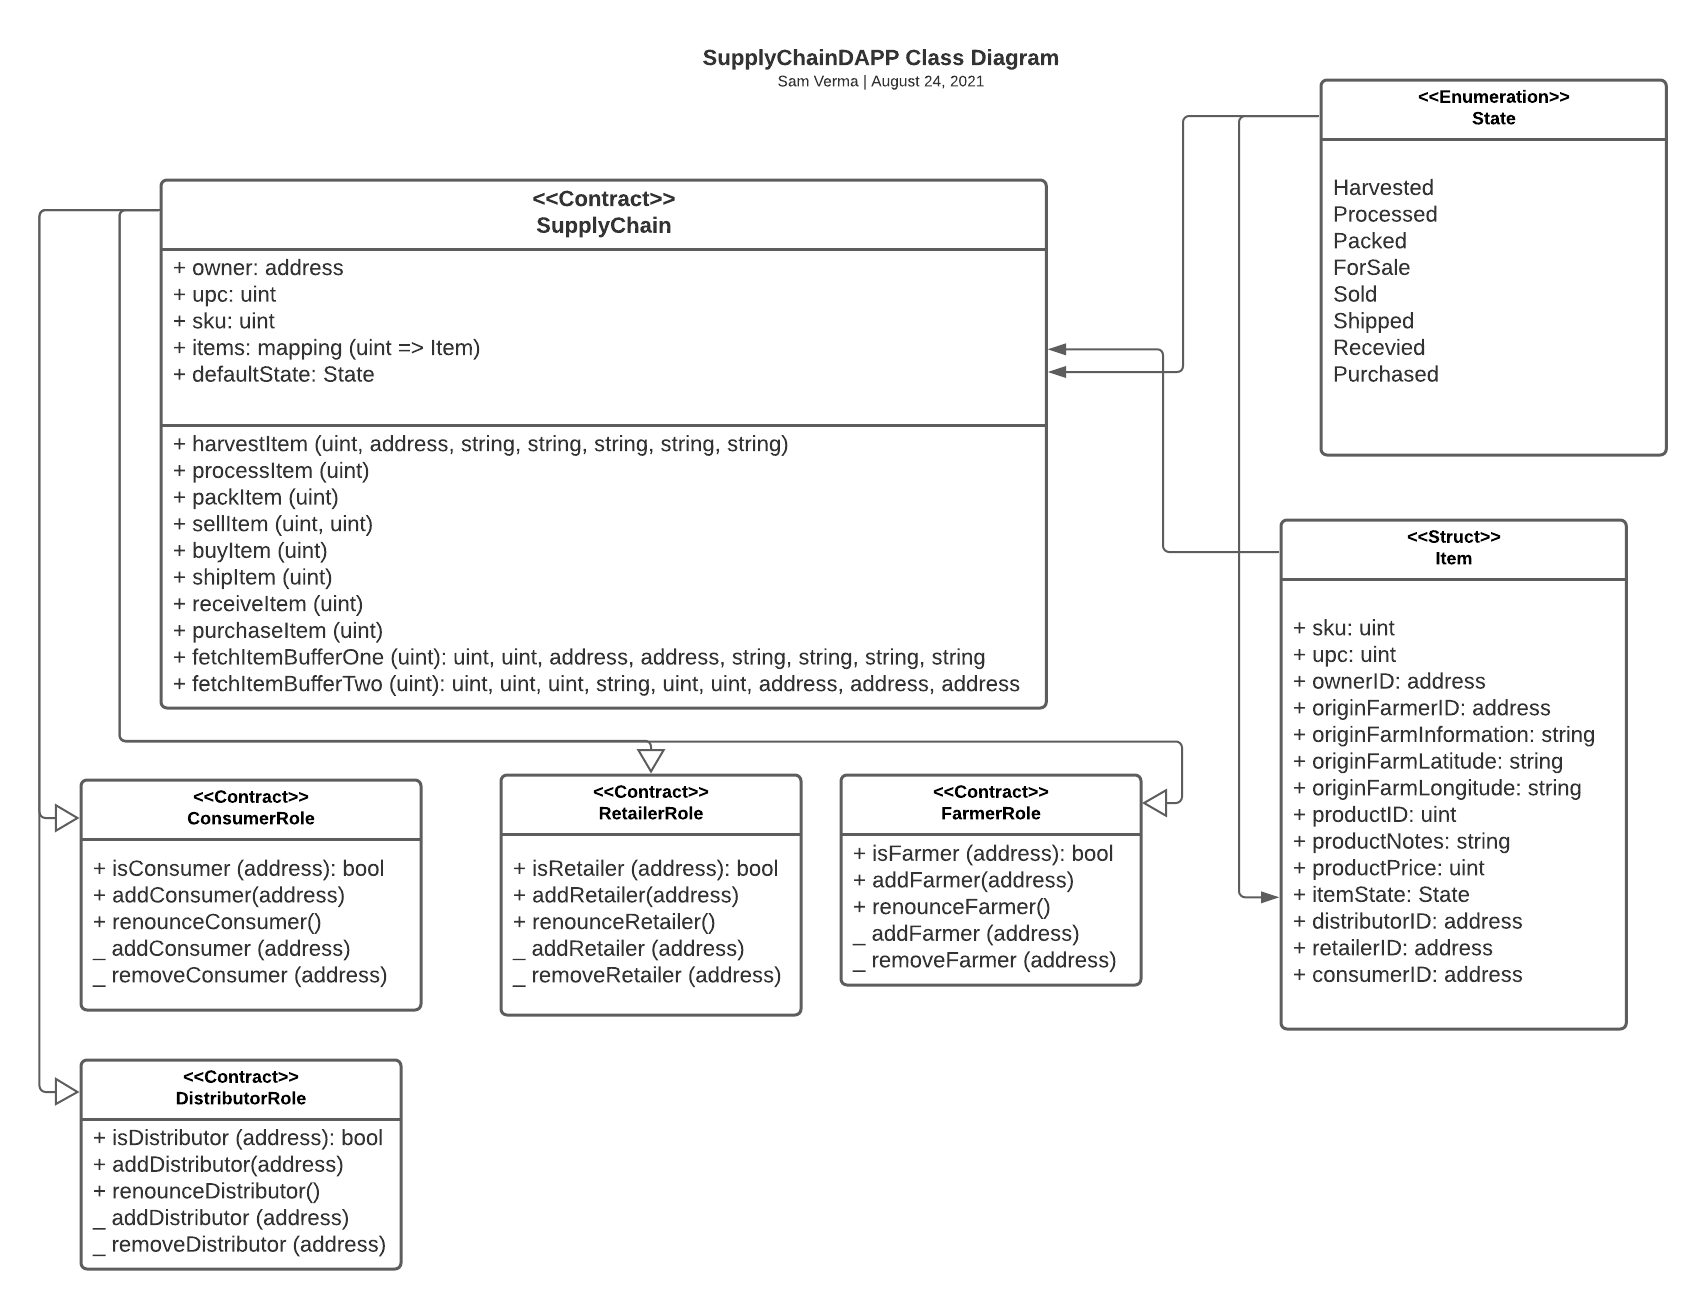 SupplyChainDAPP Class Diagram
Sam Verma | August 24, 2021
<<Enumeration>>
State
Harvested
Processed
Packed
ForSale
Sold
Shipped
Recevied
Purchased
<<Contract>>
SupplyChain
+ owner: address
+ upc: uint
+ sku: uint
+ items: mapping (uint => Item)
+ defaultState: State
+ harvestItem (uint, address, string, string, string, string, string)
+ processItem (uint)
+ packItem (uint)
+ sellItem (uint, uint)
+ buyItem (uint)
+ shipItem (uint)
+ receiveItem (uint)
+ purchaseItem (uint)
+ fetchItemBufferOne (uint): uint, uint, address, address, string, string, string, string
+ fetchItemBufferTwo (uint): uint, uint, uint, string, uint, uint, address, address, address
<<Struct>>
Item
+ sku: uint
+ upc: uint
+ ownerID: address
+ originFarmerID: address
+ originFarmInformation: string
+ originFarmLatitude: string
+ originFarmLongitude: string
+ productID: uint
+ productNotes: string
+ productPrice: uint
+ itemState: State
+ distributorID: address
+ retailerID: address
+ consumerID: address
<<Contract>>
ConsumerRole
+ isConsumer (address): bool
+ addConsumer(address)
+ renounceConsumer()
_ addConsumer (address)
_ removeConsumer (address)
<<Contract>>
RetailerRole
+ isRetailer (address): bool
+ addRetailer(address)
+ renounceRetailer()
_ addRetailer (address)
_ removeRetailer (address)
<<Contract>>
FarmerRole
+ isFarmer (address): bool
+ addFarmer(address)
+ renounceFarmer()
_ addFarmer (address)
_ removeFarmer (address)
<<Contract>>
DistributorRole
+ isDistributor (address): bool
+ addDistributor(address)
+ renounceDistributor()
_ addDistributor (address)
_ removeDistributor (address)